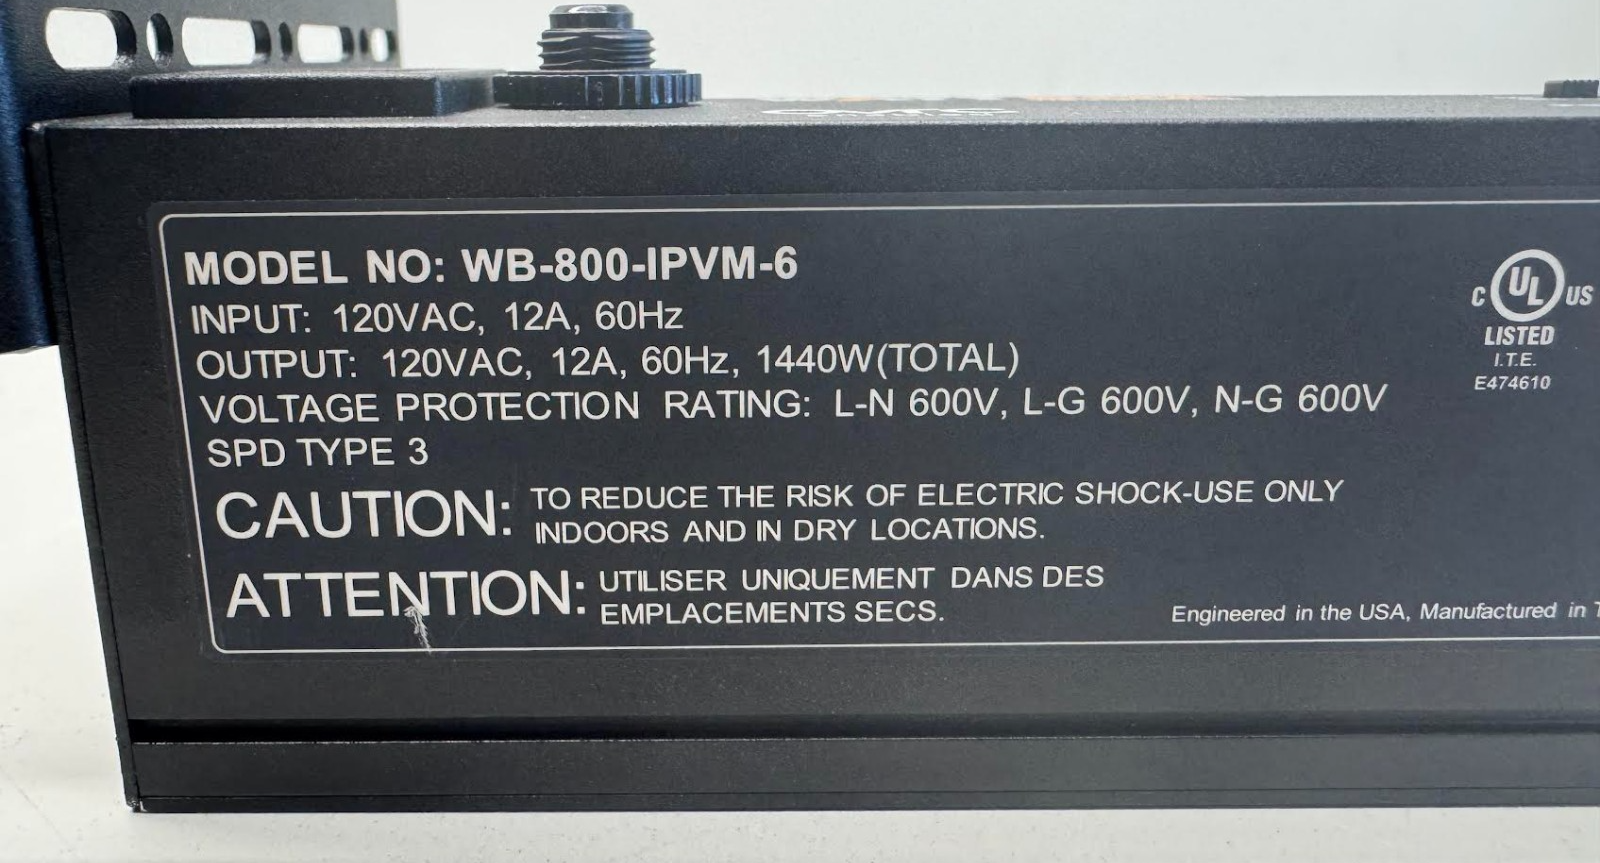 MODEL NO: WB-800-IPVM-6
INPUT: 120VAC, 12A, 60Hz
OUTPUT: 120VAC, 12A, 60Hz, 1440W(TOTAL)
VOLTAGE PROTECTION RATING: L-N 600V, L-G 600V, N-G 600V
SPD TYPE 3
CAUTION: TO REDUCE THE RISK OF ELECTRIC SHOCK-USE ONLY
INDOORS AND IN DRY LOCATIONS.
ATTENTION: UTILISER UNIQUEMENT DANS DES
EMPLACEMENTS SECS.
Engineered in the USA, Manufactured in
C UL US
LISTED
I.T.E.
E474610